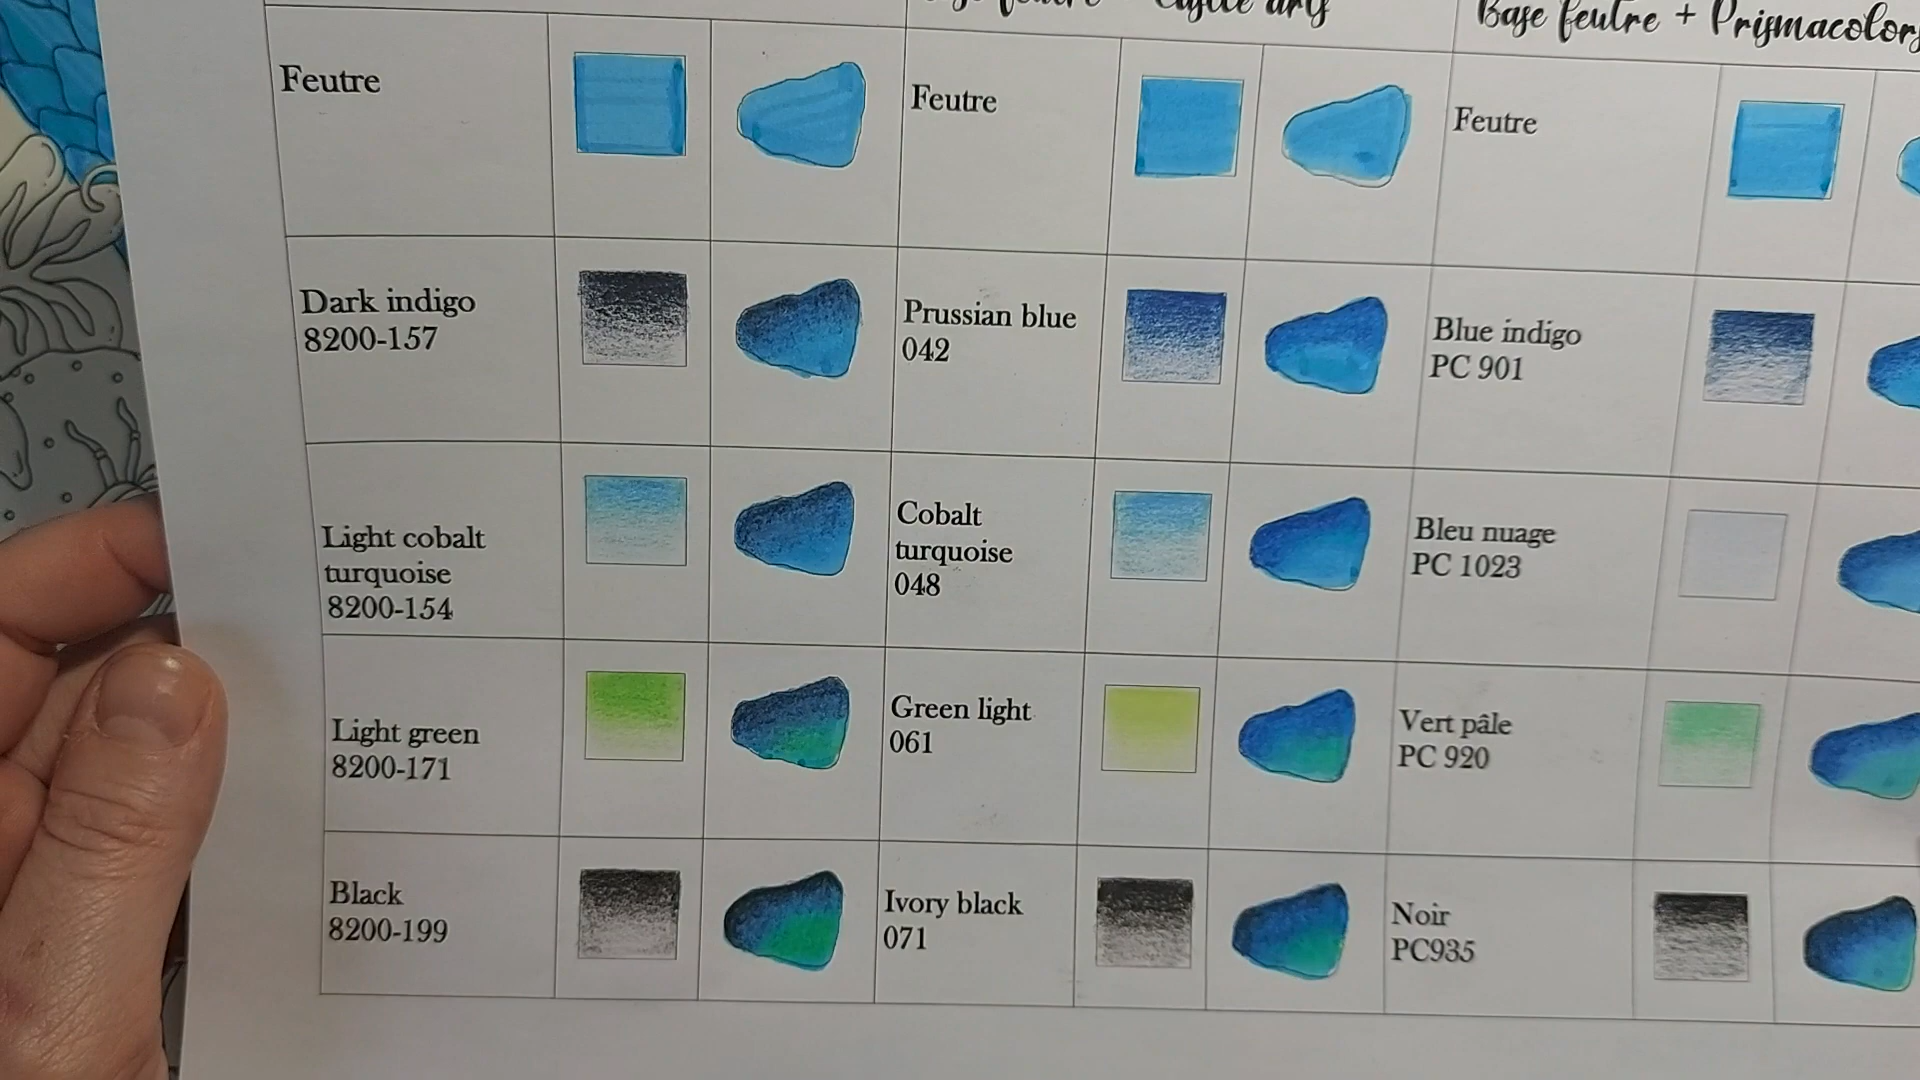 Base feutre + Prismacolors
Feutre
Feutre
Feutre
Dark indigo
8200-157
Prussian blue
042
Blue indigo
PC 901
Light cobalt
turquoise
8200-154
Cobalt
turquoise
048
Bleu nuage
PC 1023
Light green
8200-171
Green light
061
Vert pâle
PC 920
Black
8200-199
Ivory black
071
Noir
PC935